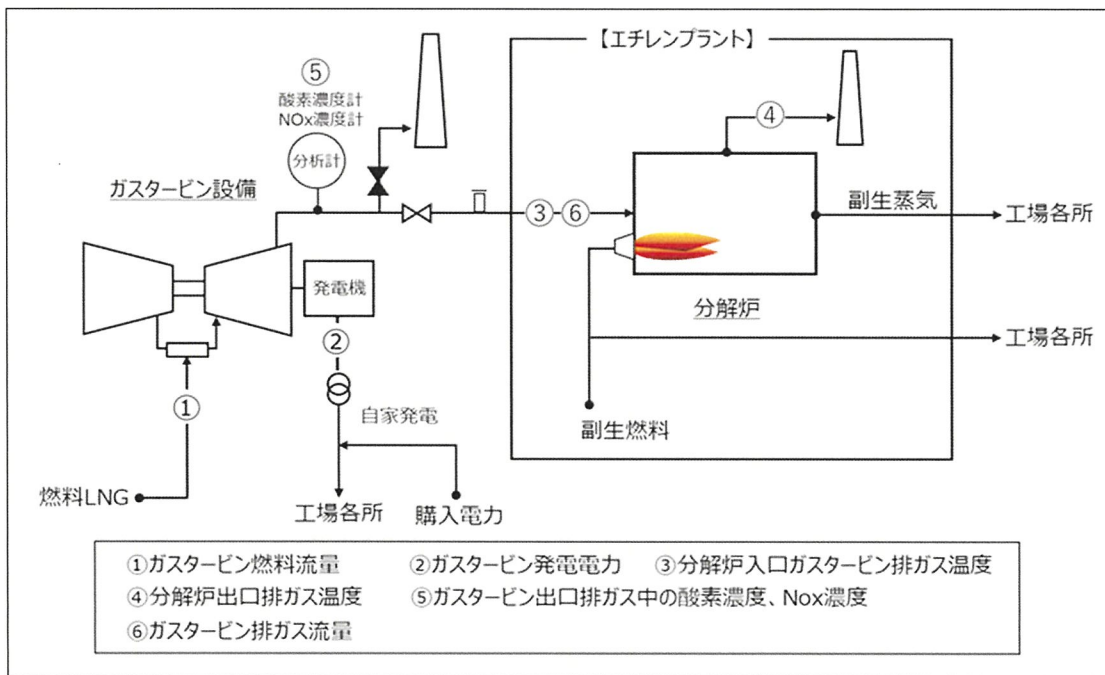 【エチレンプラント】
⑤
酸素濃度計
NOx濃度計
分析計
④
ガスタービン設備
③ ⑥
副生蒸気
工場各所
発電機
分解炉
②
工場各所
①
自家発電
副生燃料
燃料LNG
工場各所
購入電力
①ガスタービン燃料流量 ②ガスタービン発電電力 ③分解炉入口ガスタービン排ガス温度
④分解炉出口排ガス温度 ⑤ガスタービン出口排ガス中の酸素濃度、Nox濃度
⑥ガスタービン排ガス流量